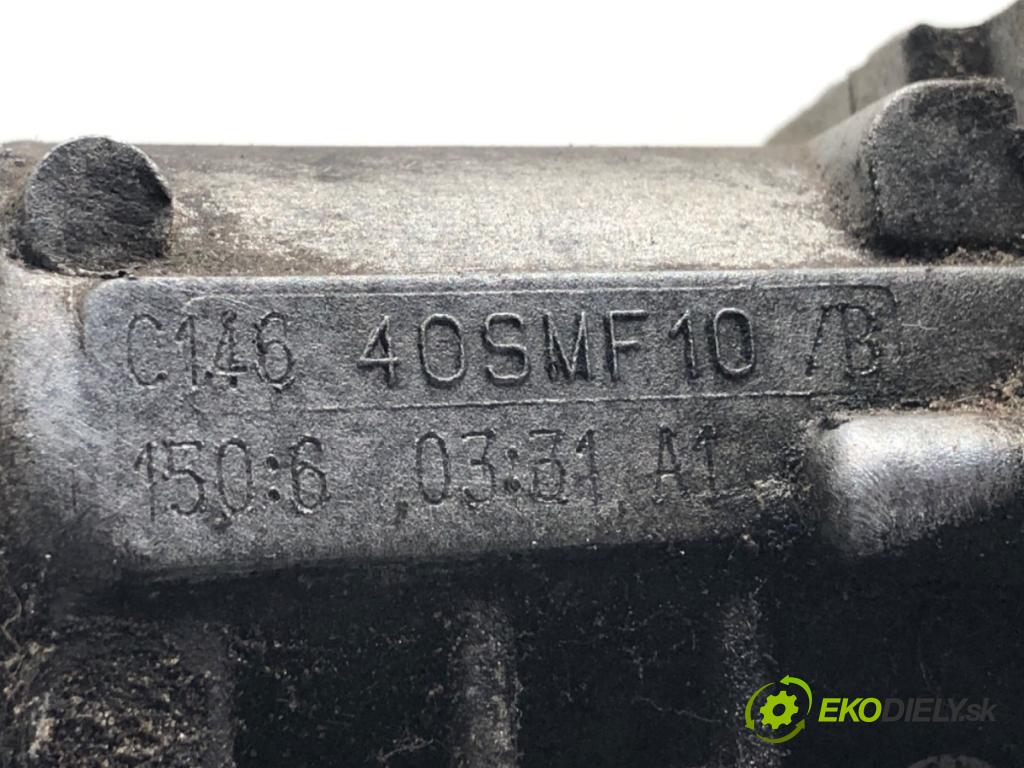 C146 40SMF10 /B
150:6 03:31 A1
EKODIELY.sk